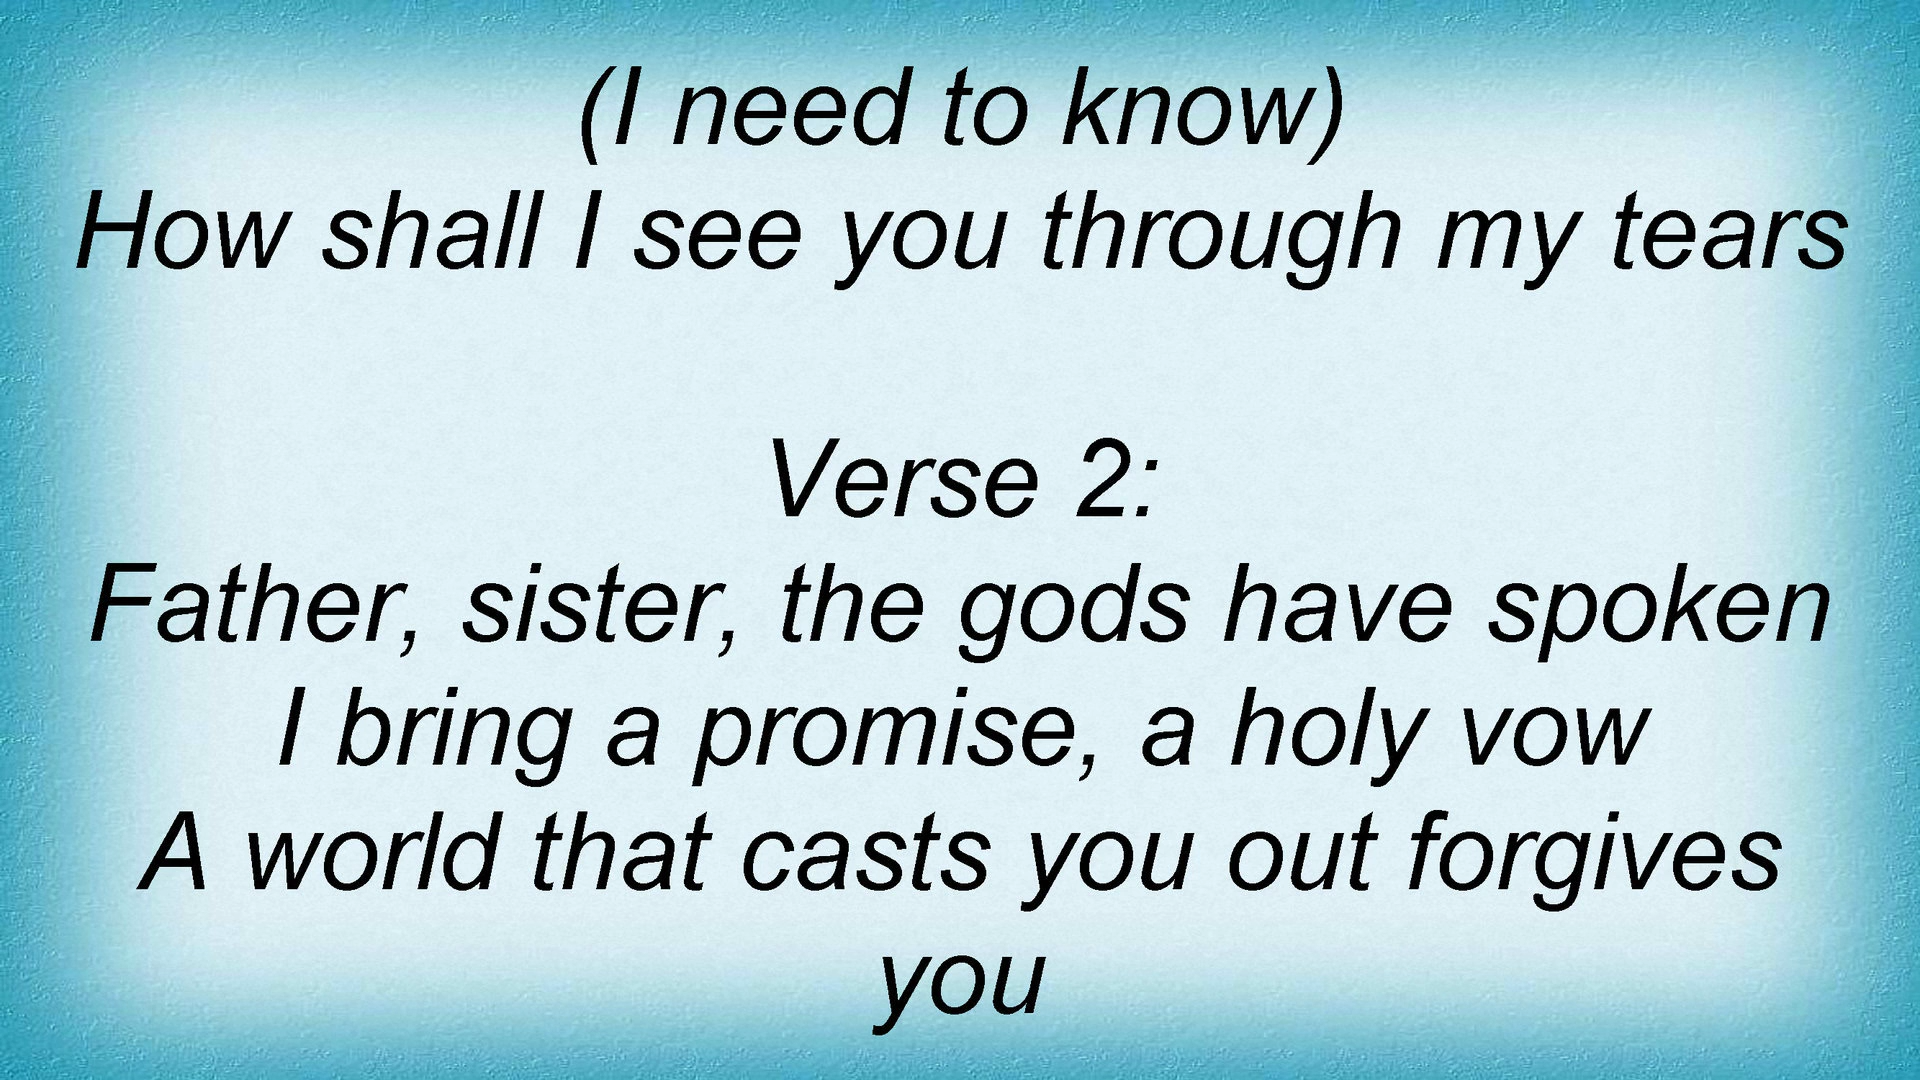 (I need to know)
How shall I see you through my tears
Verse 2:
Father, sister, the gods have spoken
I bring a promise, a holy vow
A world that casts you out forgives
you